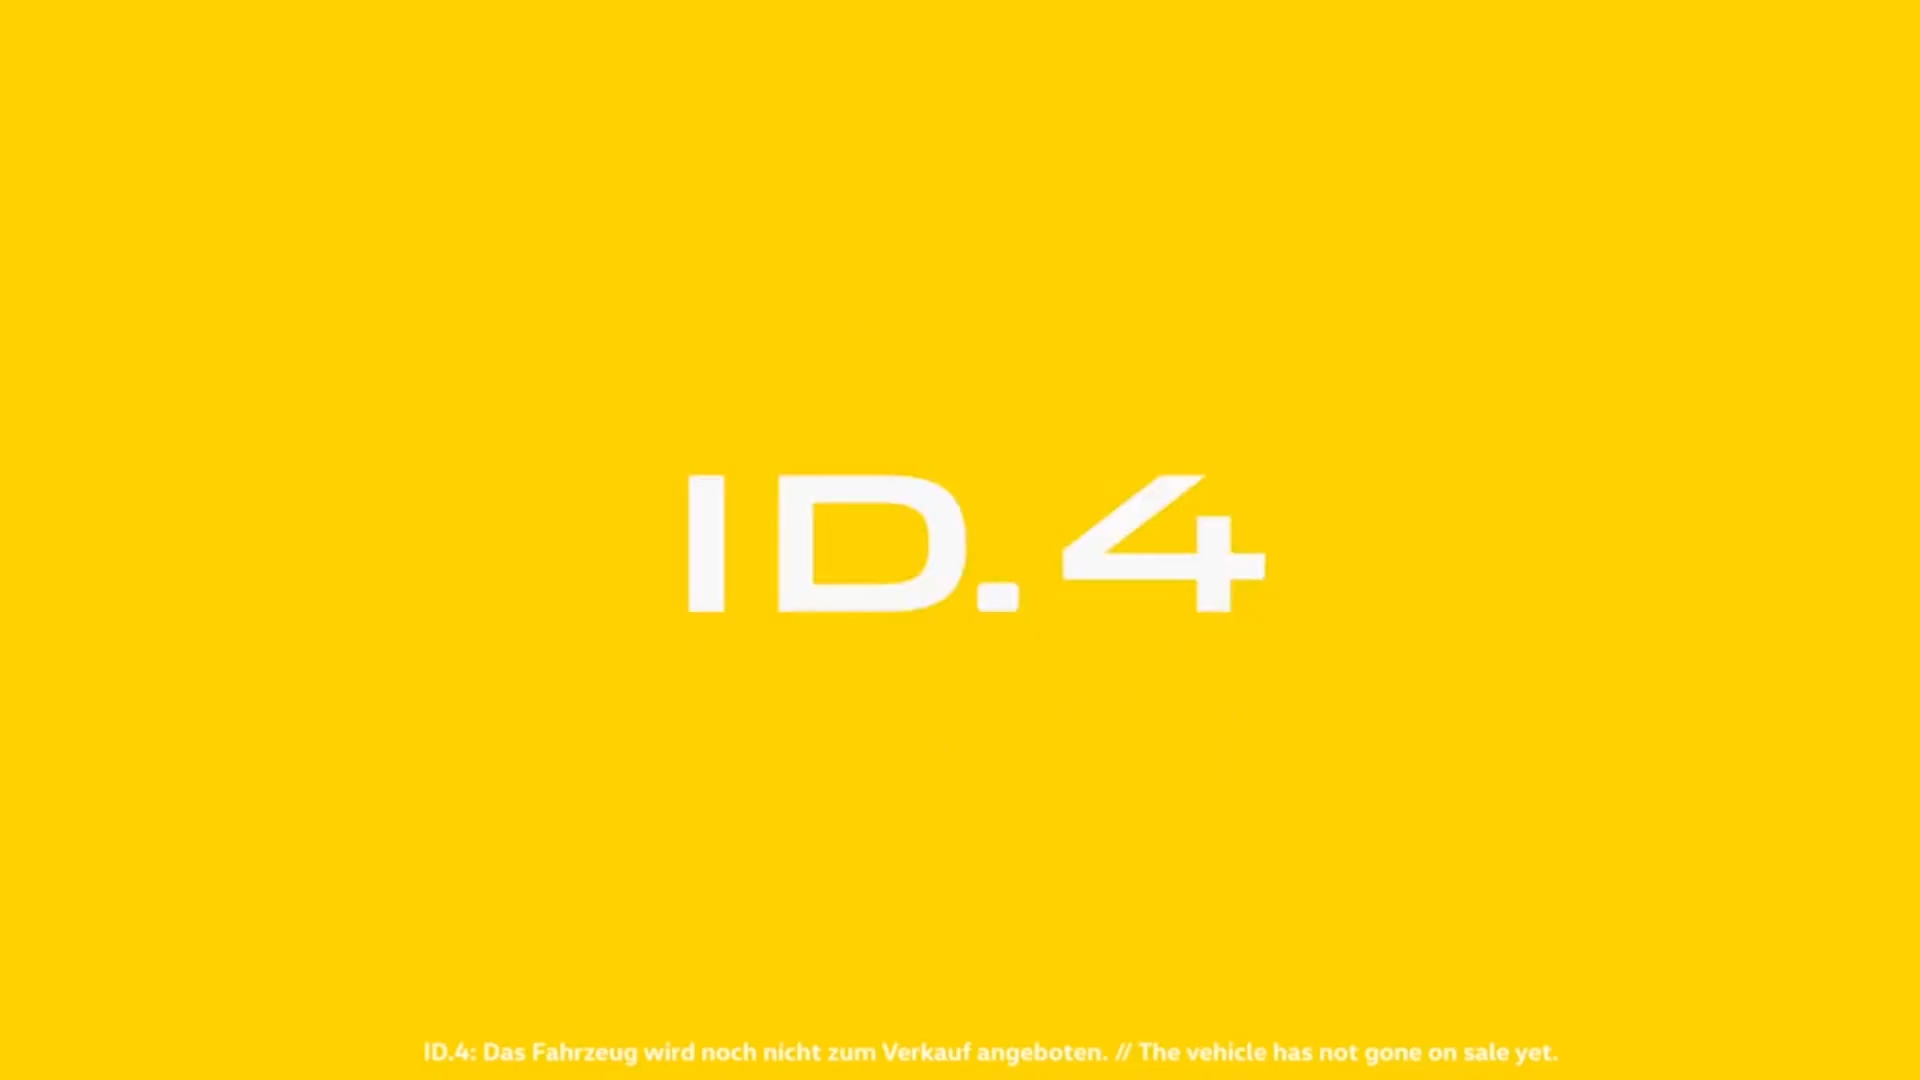 ID.4
ID.4: Das Fahrzeug wird noch nicht zum Verkauf angeboten. // The vehicle has not gone on sale yet.